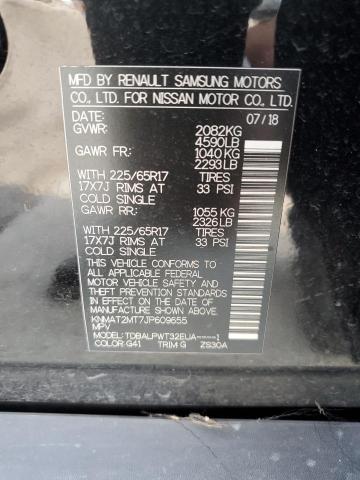 MFD BY RENAULT SAMSUNG MOTORS
CO., LTD. FOR NISSAN MOTOR CO., LTD.
DATE: 07/18
GVWR: 2082KG
4590LB
GAWR FR: 1040 KG
2293LB
WITH 225/65R17 TIRES
17X7J RIMS AT 33 PSI
COLD SINGLE
GAWR RR: 1055 KG
2326LB
WITH 225/65R17 TIRES
17X7J RIMS AT 33 PSI
COLD SINGLE
THIS VEHICLE CONFORMS TO
ALL APPLICABLE FEDERAL
MOTOR VEHICLE SAFETY AND
THEFT PREVENTION STANDARDS
IN EFFECT ON THE DATE OF
MANUFACTURE SHOWN ABOVE.
KNMAT2MT7JP609655
MPV
MODEL: TDBALPWT32EUA-----1
COLOR: G41 TRIM: G ZS30A